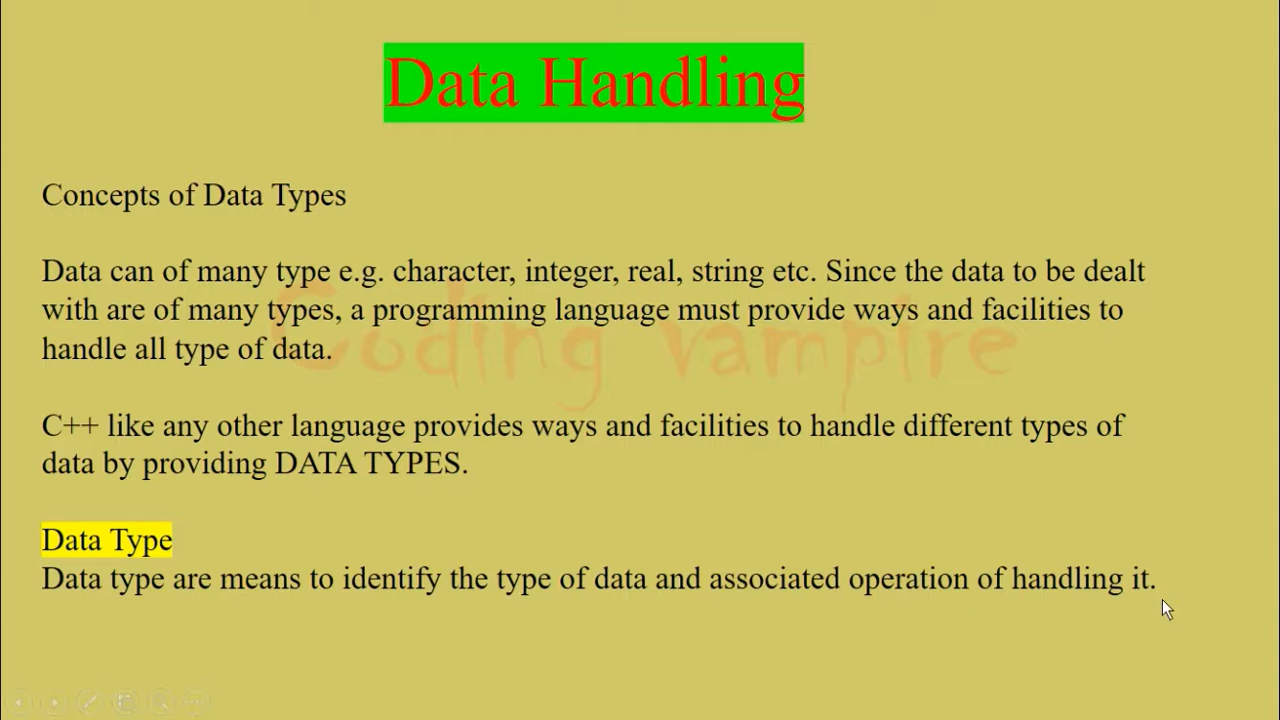 Data Handling
Concepts of Data Types
Data can of many type e.g. character, integer, real, string etc. Since the data to be dealt
with are of many types, a programming language must provide ways and facilities to
handle all type of data.
Coding vampire
C++ like any other language provides ways and facilities to handle different types of
data by providing DATA TYPES.
Data Type
Data type are means to identify the type of data and associated operation of handling it.